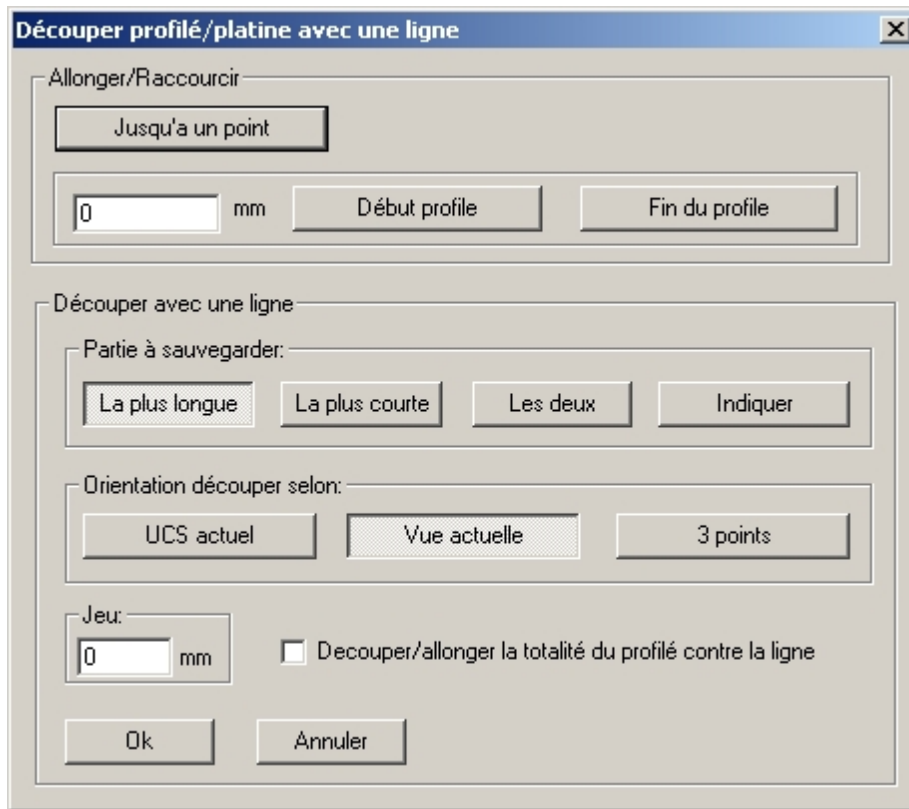 Découper profilé/platine avec une ligne
Allonger/Raccourcir
Jusqu'a un point
0 mm Début profile Fin du profile
Découper avec une ligne
Partie à sauvegarder:
La plus longue La plus courte Les deux Indiquer
Orientation découper selon:
UCS actuel Vue actuelle 3 points
Jeu:
0 mm Decouper/allonger la totalité du profilé contre la ligne
Ok Annuler